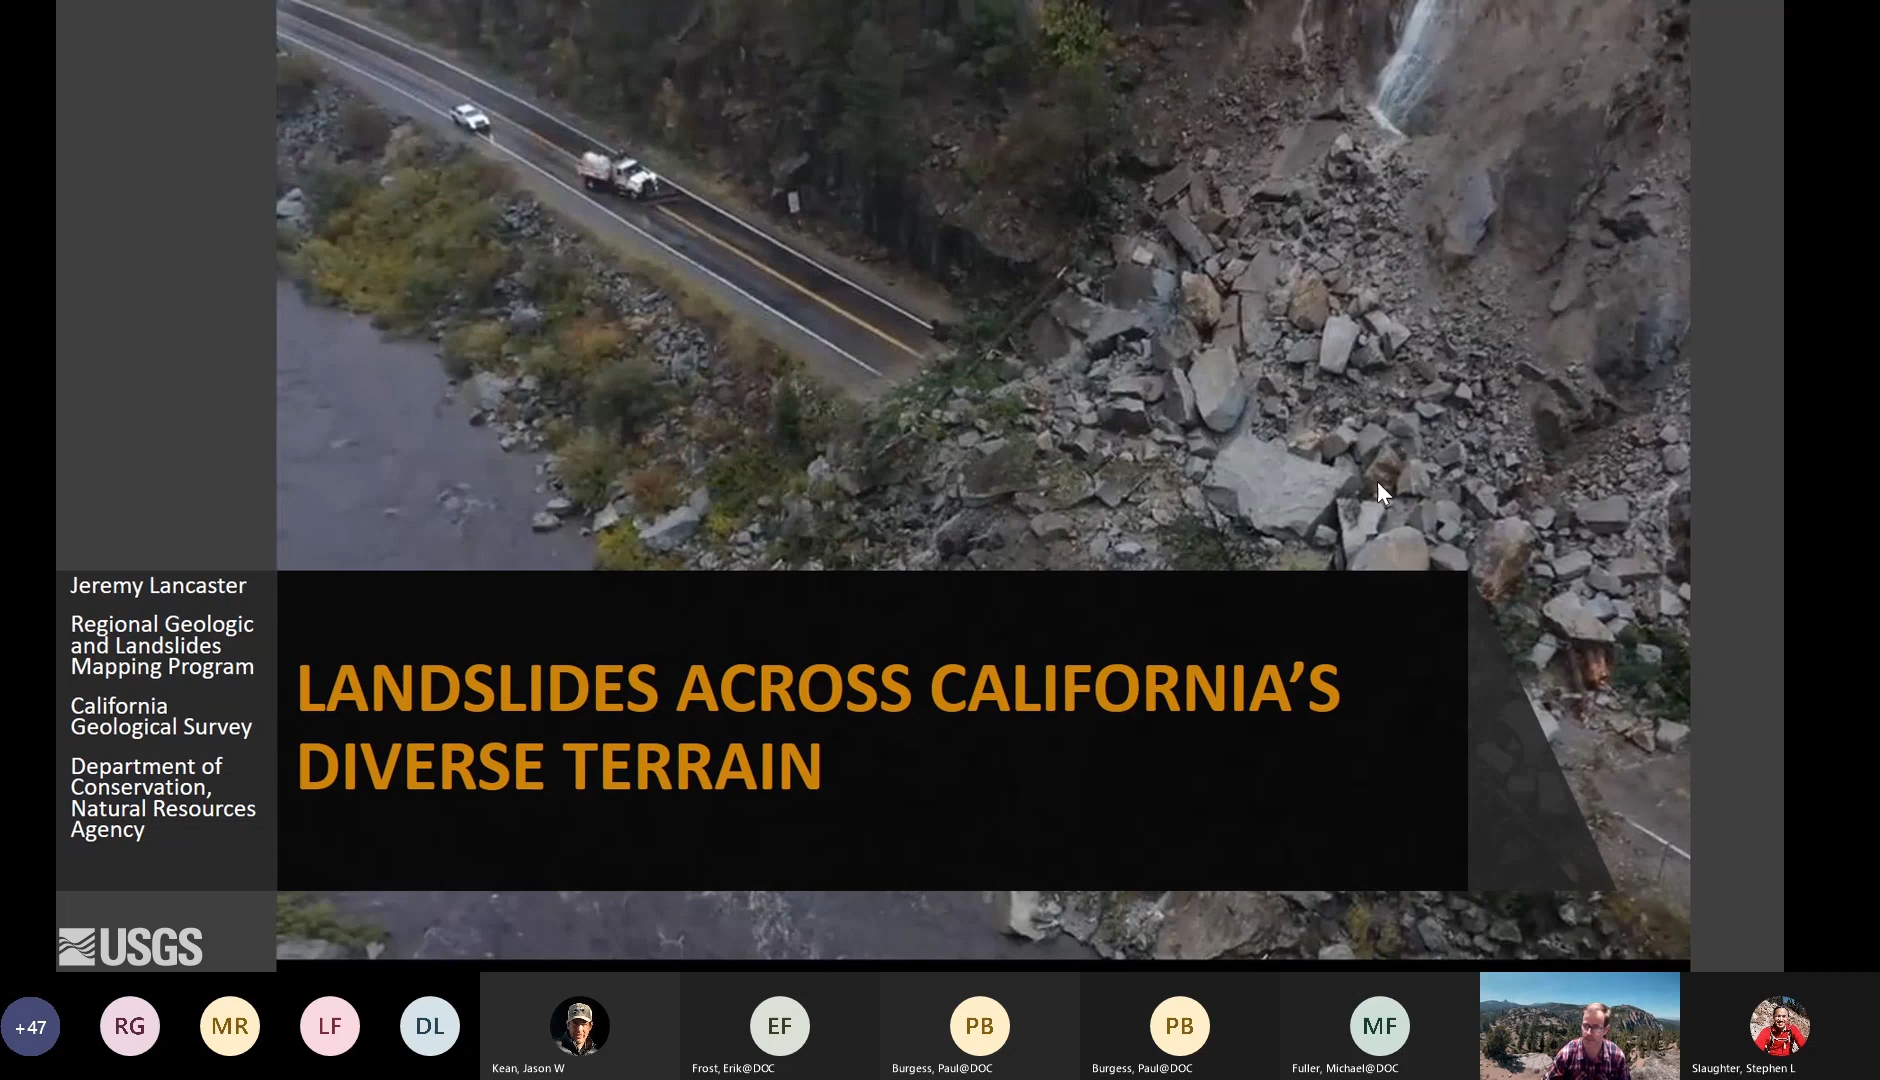 Jeremy Lancaster
Regional Geologic
and Landslides
Mapping Program
California
Geological Survey
Department of
Conservation,
Natural Resources
Agency
LANDSLIDES ACROSS CALIFORNIA’S
DIVERSE TERRAIN
USGS
+47
RG
MR
LF
DL
Kean, Jason W
EF
Frost, Erik@DOC
PB
Burgess, Paul@DOC
PB
Burgess, Paul@DOC
MF
Fuller, Michael@DOC
Slaughter, Stephen L